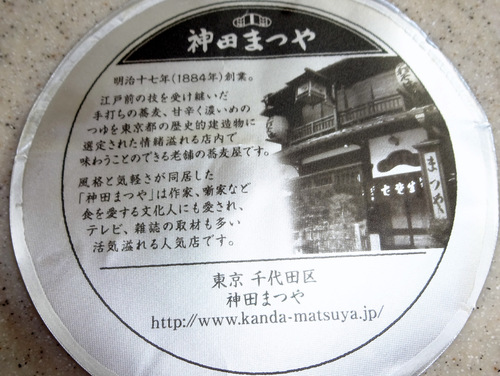 神田まつや
明治十七年(1884年)創業。
江戸前の技を受け継いだ
手打ちの蕎麦、甘辛く濃いめの
つゆを東京都の歴史的建造物に
選定された情緒溢れる店内で
味わうことのできる老舗の蕎麦屋です。
風格と気軽さが同居した
「神田まつや」は作家、噺家など
食を愛する文化人にも愛され、
テレビ、雑誌の取材も多い
活気溢れる人気店です。
まつや
東京 千代田区
神田まつや
http://www.kanda-matsuya.jp/